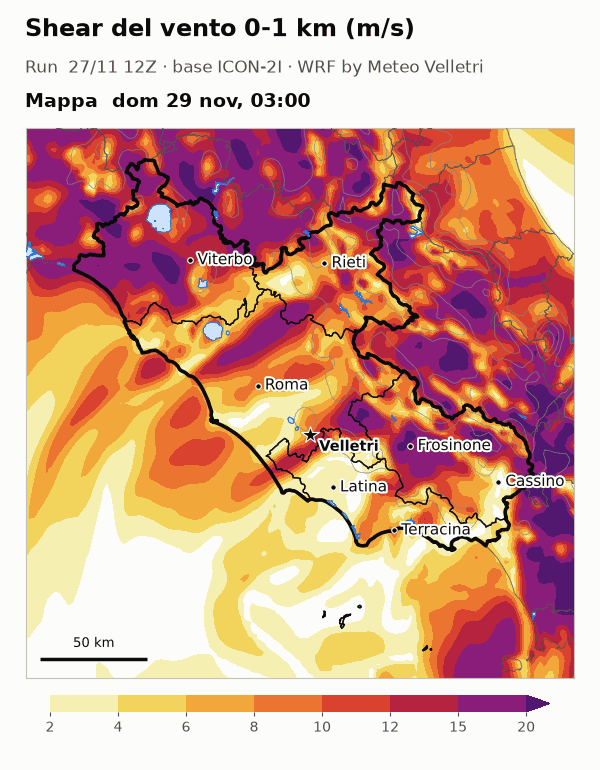 Shear del vento 0-1 km (m/s)
Run  27/11 12Z · base ICON-2I · WRF by Meteo Velletri
Mappa  dom 29 nov, 03:00
Viterbo
Rieti
Roma
Velletri
Frosinone
Latina
Cassino
Terracina
50 km
2 4 6 8 10 12 15 20